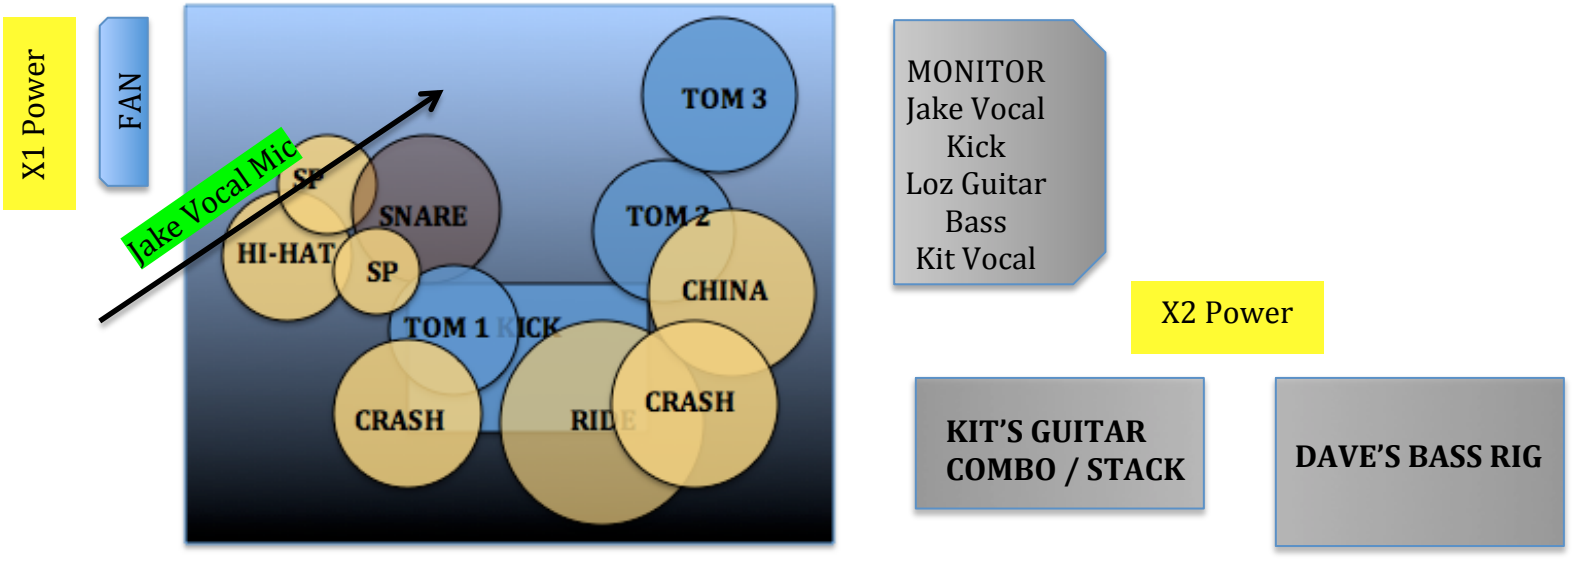 X1 Power
FAN
Jake Vocal Mic
SP
HI-HAT
SNARE
SP
TOM 1
KICK
CRASH
RIDE
CRASH
CHINA
TOM 2
TOM 3
MONITOR
Jake Vocal
Kick
Loz Guitar
Bass
Kit Vocal
X2 Power
KIT’S GUITAR
COMBO / STACK
DAVE’S BASS RIG